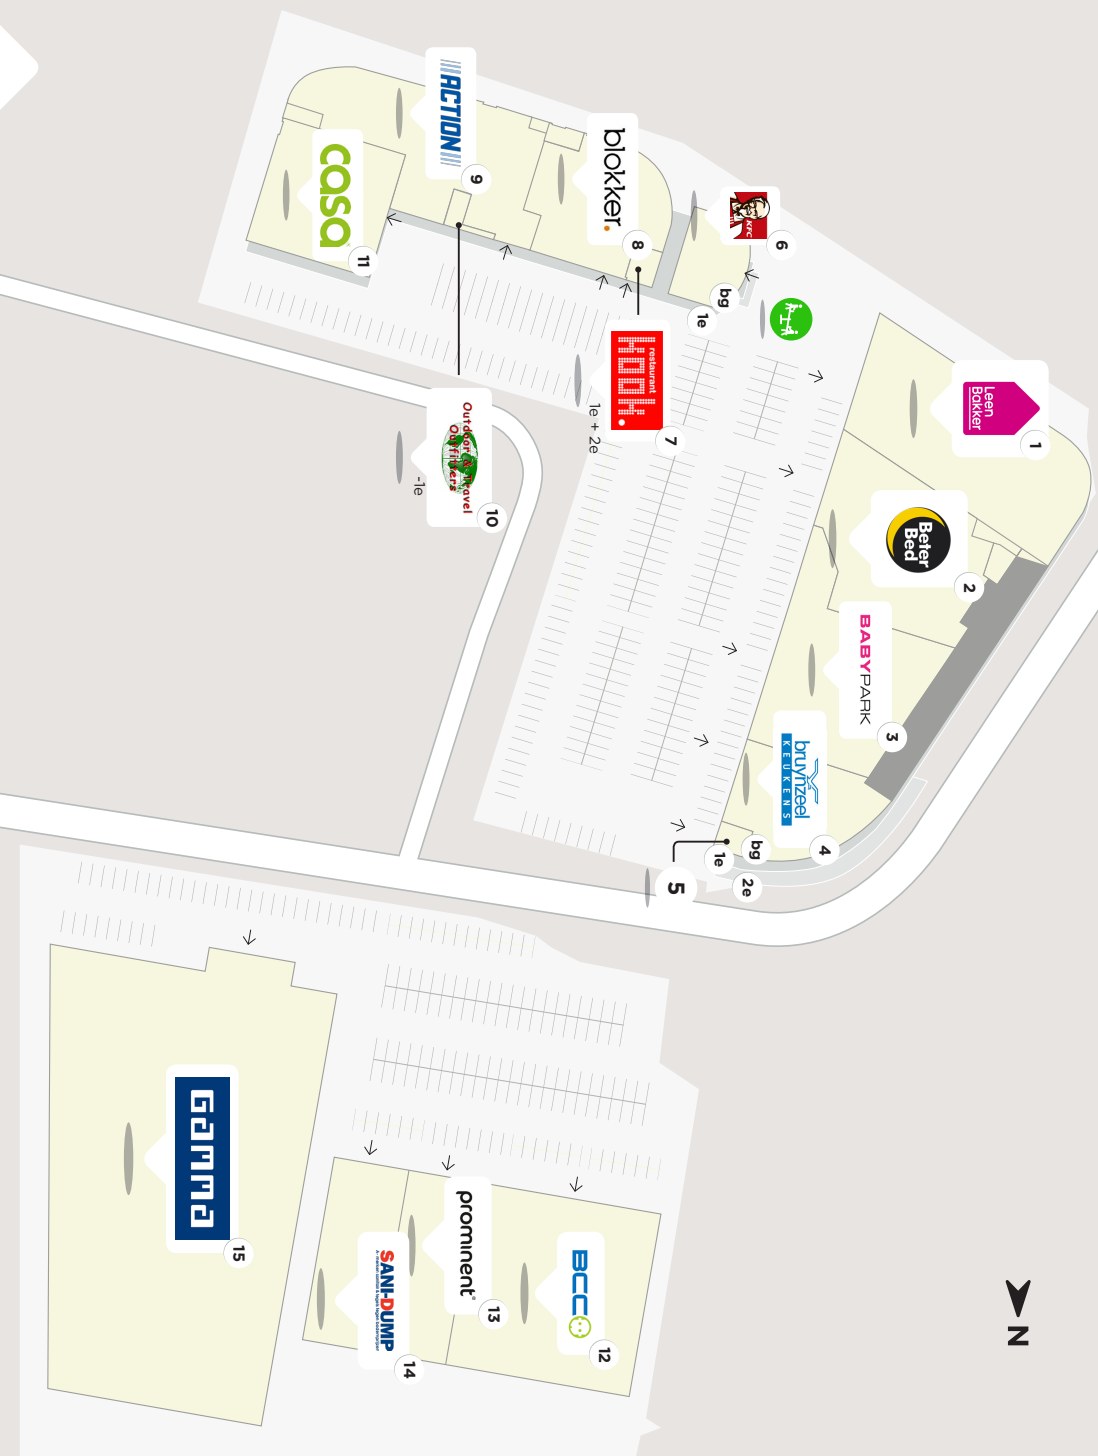 ACTION
9
casa
11
blokker.
8
KFC
6
bg
1e
restaurant
kook.
7
1e + 2e
Outdoor & Travel
Outfitters
-1e
10
Leen
Bakker
1
Beter
Bed
2
BABYPARK
3
bruynzeel
KEUKENS
4
bg
1e
2e
5
GAMMA
15
prominent
13
BCC
12
SANI-DUMP
14
N